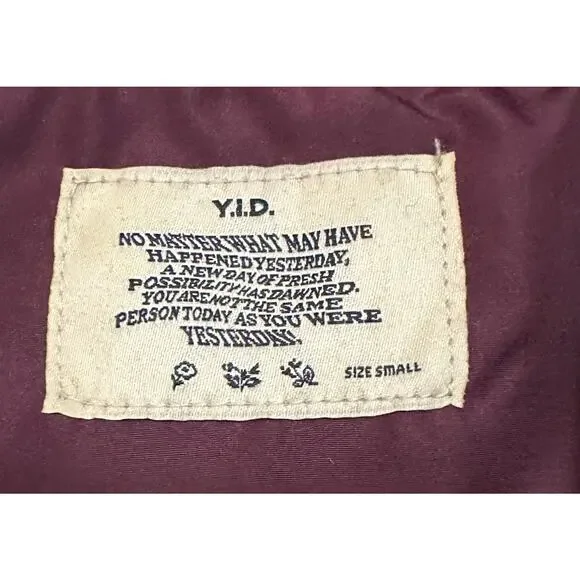 Y.I.D.
NO MATTER WHAT MAY HAVE
HAPPENED YESTERDAY,
A NEW DAY OF PRESH
POSSIBILITY HAS DAWNED.
YOU ARE NOT THE SAME
PERSON TODAY AS YOU WERE
YESTERDAY.
SIZE SMALL